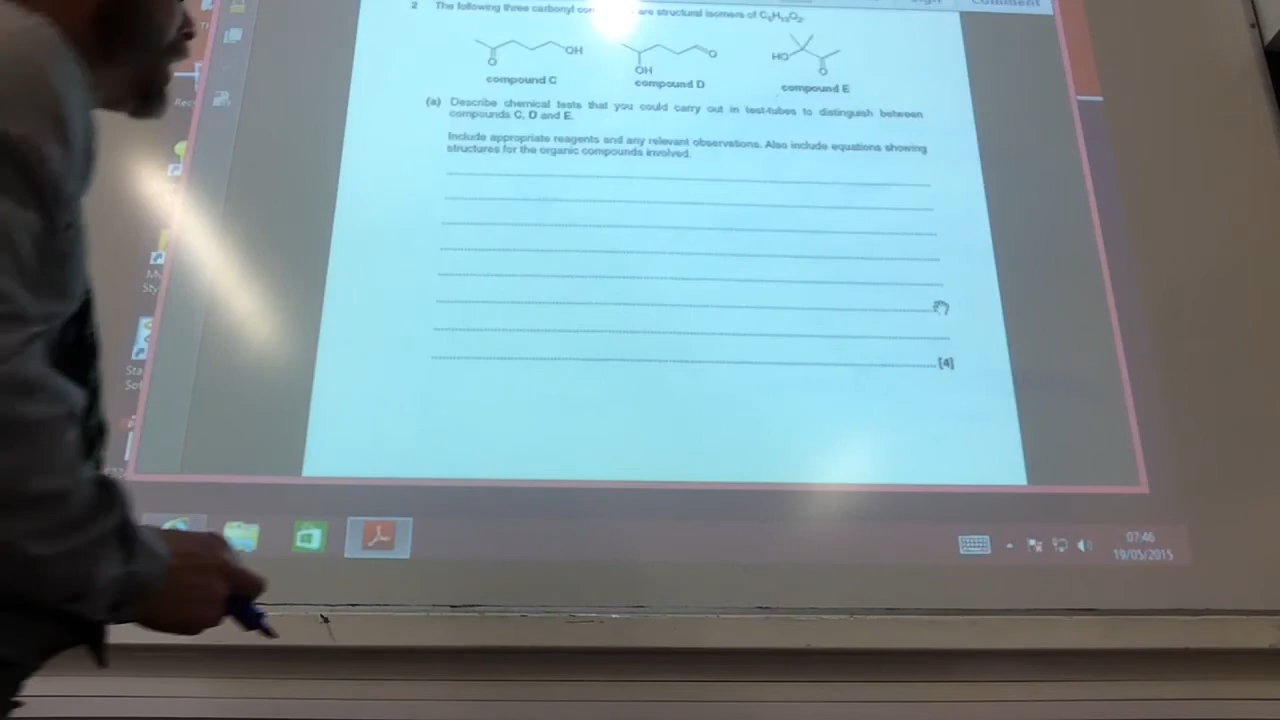 Comment
2 The following three carbonyl are structural isomers of C₅H₁₀O₂.
OH
O
compound C
OH
O
compound D
HO
O
compound E
(a) Describe chemical tests that you could carry out in test-tubes to distinguish between
compounds C, D and E.
Include appropriate reagents and any relevant observations. Also include equations showing
structures for the organic compounds involved.
[4]
07:46
19/05/2015